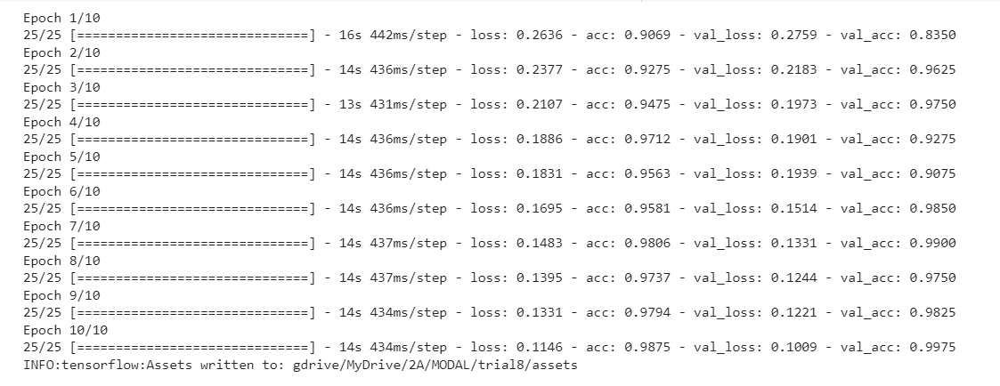 Epoch 1/10
25/25 [==============================] - 16s 442ms/step - loss: 0.2636 - acc: 0.9069 - val_loss: 0.2759 - val_acc: 0.8350
Epoch 2/10
25/25 [==============================] - 14s 436ms/step - loss: 0.2377 - acc: 0.9275 - val_loss: 0.2183 - val_acc: 0.9625
Epoch 3/10
25/25 [==============================] - 13s 431ms/step - loss: 0.2107 - acc: 0.9475 - val_loss: 0.1973 - val_acc: 0.9750
Epoch 4/10
25/25 [==============================] - 14s 436ms/step - loss: 0.1886 - acc: 0.9712 - val_loss: 0.1901 - val_acc: 0.9275
Epoch 5/10
25/25 [==============================] - 14s 436ms/step - loss: 0.1831 - acc: 0.9563 - val_loss: 0.1939 - val_acc: 0.9075
Epoch 6/10
25/25 [==============================] - 14s 436ms/step - loss: 0.1695 - acc: 0.9581 - val_loss: 0.1514 - val_acc: 0.9850
Epoch 7/10
25/25 [==============================] - 14s 437ms/step - loss: 0.1483 - acc: 0.9806 - val_loss: 0.1331 - val_acc: 0.9900
Epoch 8/10
25/25 [==============================] - 14s 437ms/step - loss: 0.1395 - acc: 0.9737 - val_loss: 0.1244 - val_acc: 0.9750
Epoch 9/10
25/25 [==============================] - 14s 434ms/step - loss: 0.1331 - acc: 0.9794 - val_loss: 0.1221 - val_acc: 0.9825
Epoch 10/10
25/25 [==============================] - 14s 434ms/step - loss: 0.1146 - acc: 0.9875 - val_loss: 0.1009 - val_acc: 0.9975
INFO:tensorflow:Assets written to: gdrive/MyDrive/2A/MODAL/trial8/assets